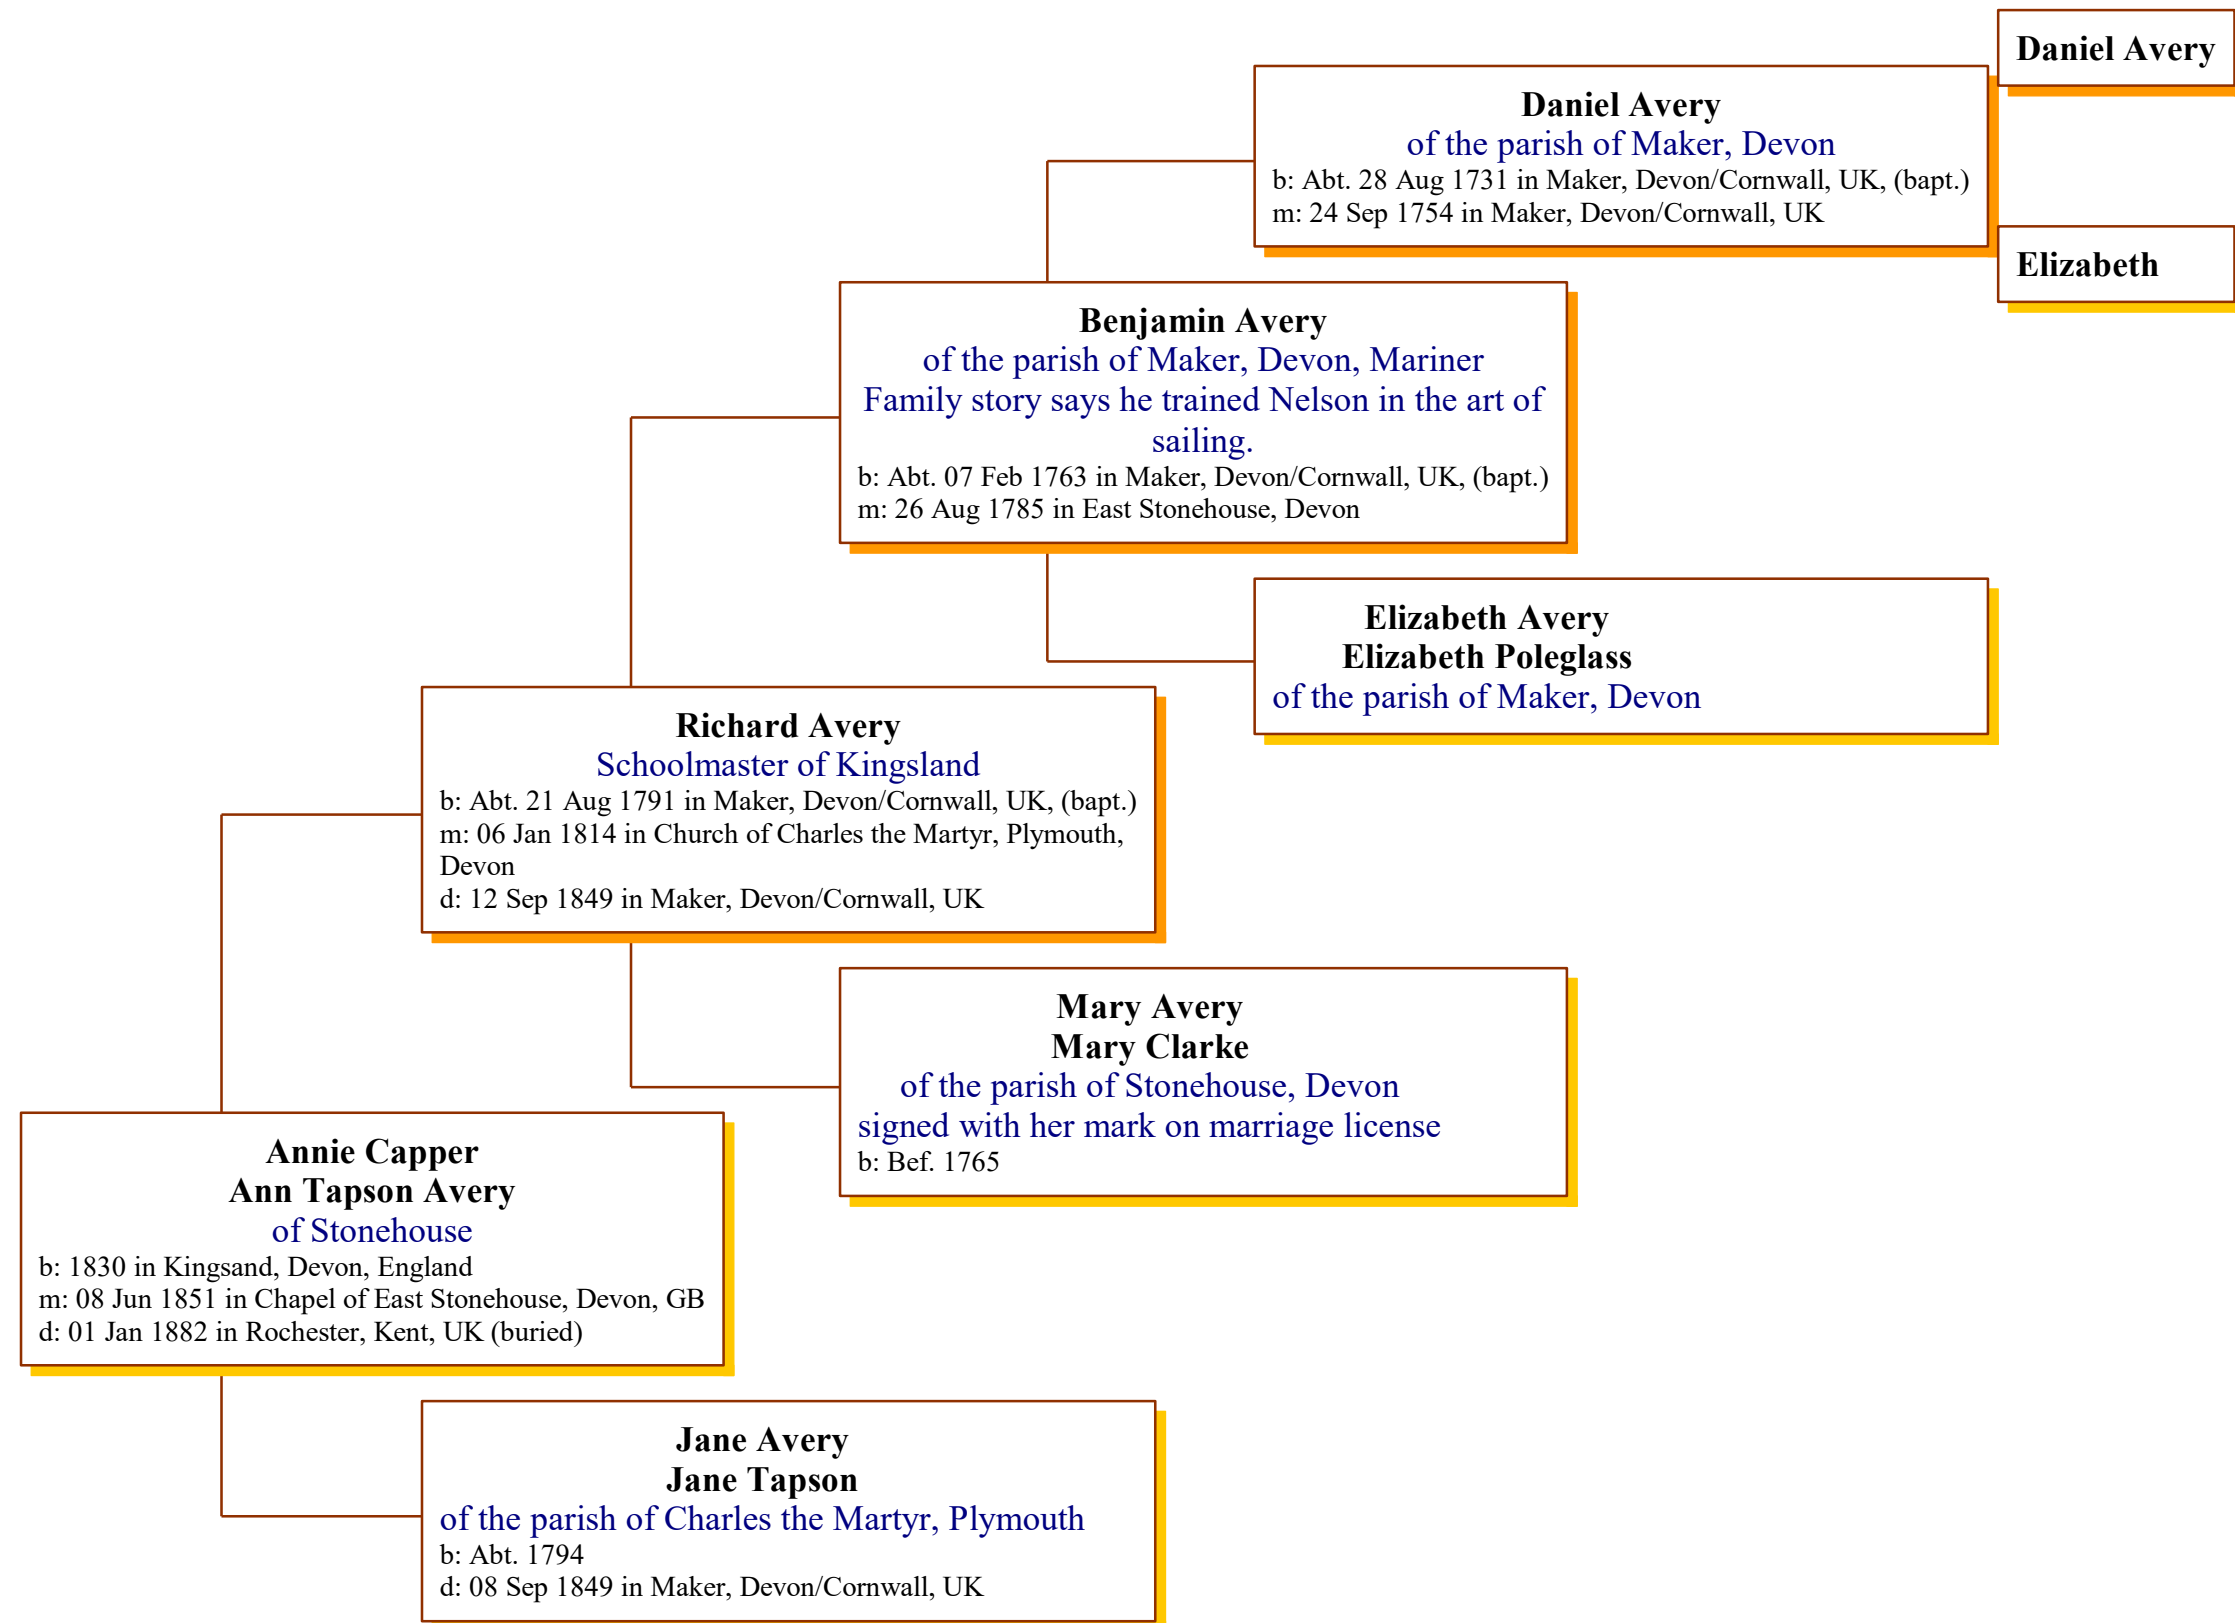 Daniel Avery
Daniel Avery
of the parish of Maker, Devon
b: Abt. 28 Aug 1731 in Maker, Devon/Cornwall, UK, (bapt.)
m: 24 Sep 1754 in Maker, Devon/Cornwall, UK
Elizabeth
Benjamin Avery
of the parish of Maker, Devon, Mariner
Family story says he trained Nelson in the art of
sailing.
b: Abt. 07 Feb 1763 in Maker, Devon/Cornwall, UK, (bapt.)
m: 26 Aug 1785 in East Stonehouse, Devon
Elizabeth Avery
Elizabeth Poleglass
of the parish of Maker, Devon
Richard Avery
Schoolmaster of Kingsland
b: Abt. 21 Aug 1791 in Maker, Devon/Cornwall, UK, (bapt.)
m: 06 Jan 1814 in Church of Charles the Martyr, Plymouth,
Devon
d: 12 Sep 1849 in Maker, Devon/Cornwall, UK
Mary Avery
Mary Clarke
of the parish of Stonehouse, Devon
signed with her mark on marriage license
b: Bef. 1765
Annie Capper
Ann Tapson Avery
of Stonehouse
b: 1830 in Kingsand, Devon, England
m: 08 Jun 1851 in Chapel of East Stonehouse, Devon, GB
d: 01 Jan 1882 in Rochester, Kent, UK (buried)
Jane Avery
Jane Tapson
of the parish of Charles the Martyr, Plymouth
b: Abt. 1794
d: 08 Sep 1849 in Maker, Devon/Cornwall, UK